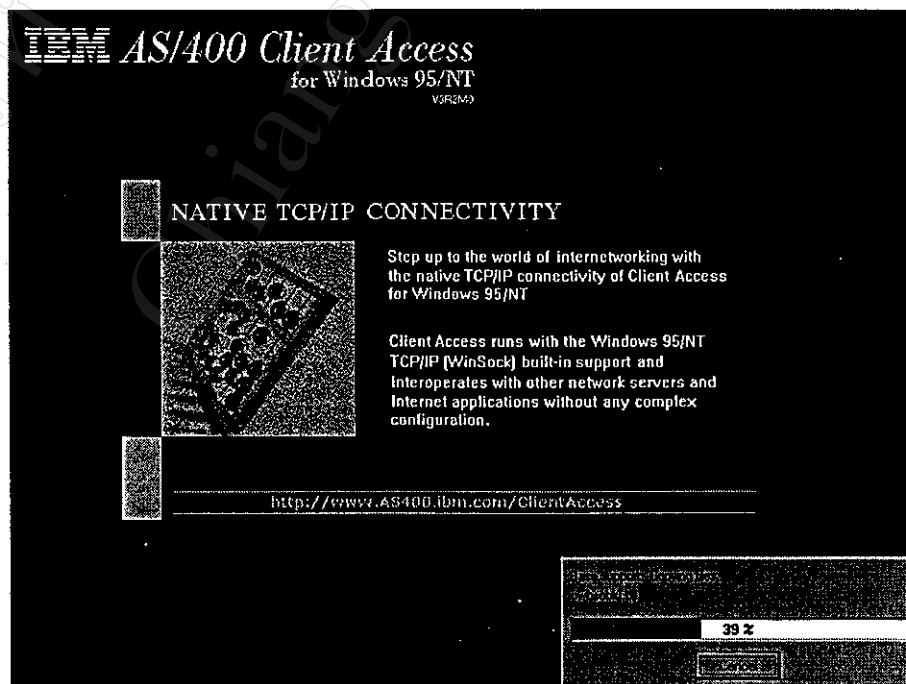 IBM AS/400 Client Access
for Windows 95/NT
V3R2M0
NATIVE TCP/IP CONNECTIVITY
Step up to the world of internetworking with
the native TCP/IP connectivity of Client Access
for Windows 95/NT
Client Access runs with the Windows 95/NT
TCP/IP (WinSock) built-in support and
Interoperates with other network servers and
Internet applications without any complex
configuration.
http://www.AS400.ibm.com/ClientAccess
39 %
Chiang